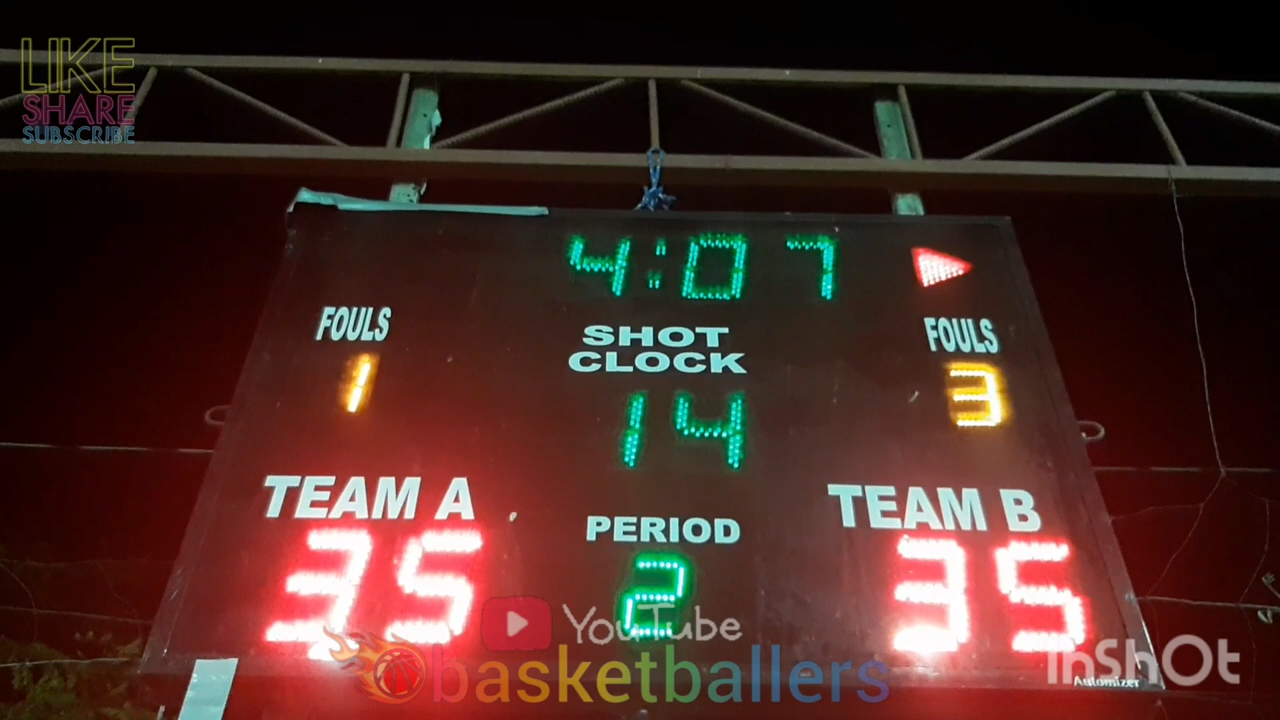 LIKE
SHARE
SUBSCRIBE
4:07
FOULS
1
SHOT
CLOCK
14
FOULS
3
TEAM A
35
PERIOD
2
TEAM B
35
YouTube
basketballers
InShOt
Automizer